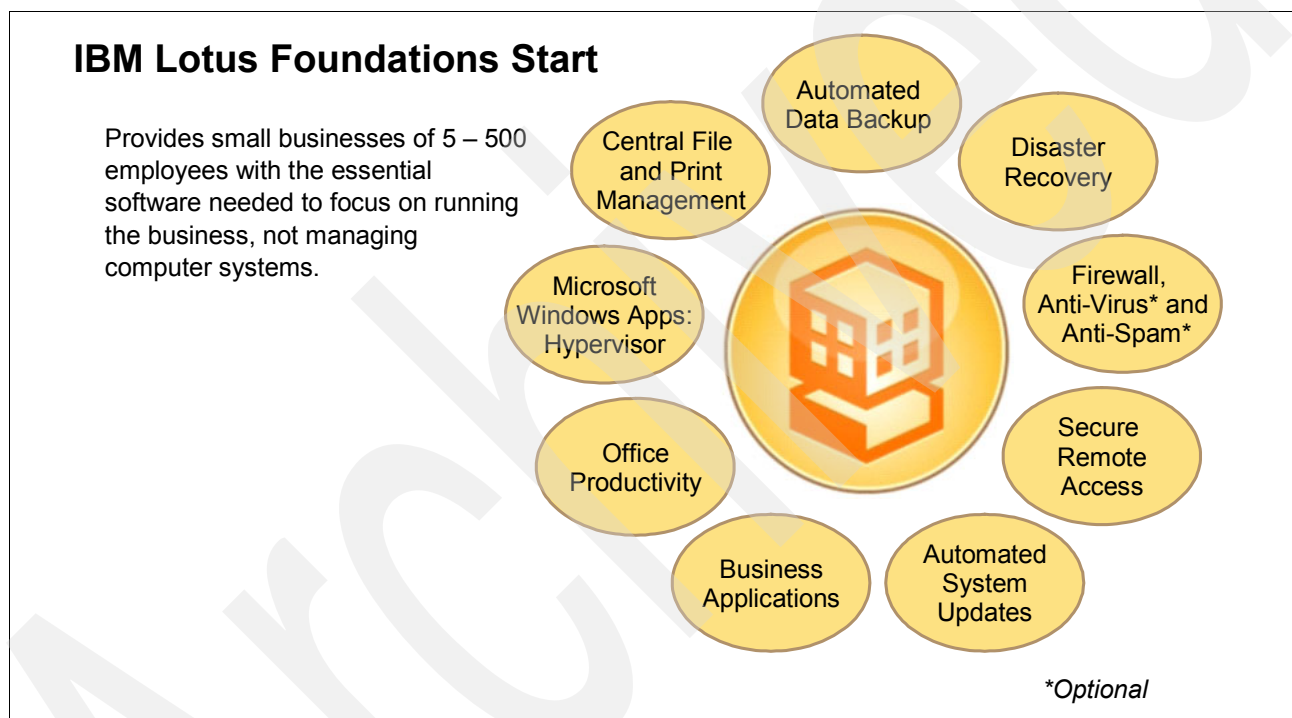 IBM Lotus Foundations Start
Provides small businesses of 5 – 500
employees with the essential
software needed to focus on running
the business, not managing
computer systems.
Automated
Data Backup
Disaster
Recovery
Firewall,
Anti-Virus* and
Anti-Spam*
Secure
Remote
Access
Automated
System
Updates
Business
Applications
Office
Productivity
Microsoft
Windows Apps:
Hypervisor
Central File
and Print
Management
*Optional
Archived